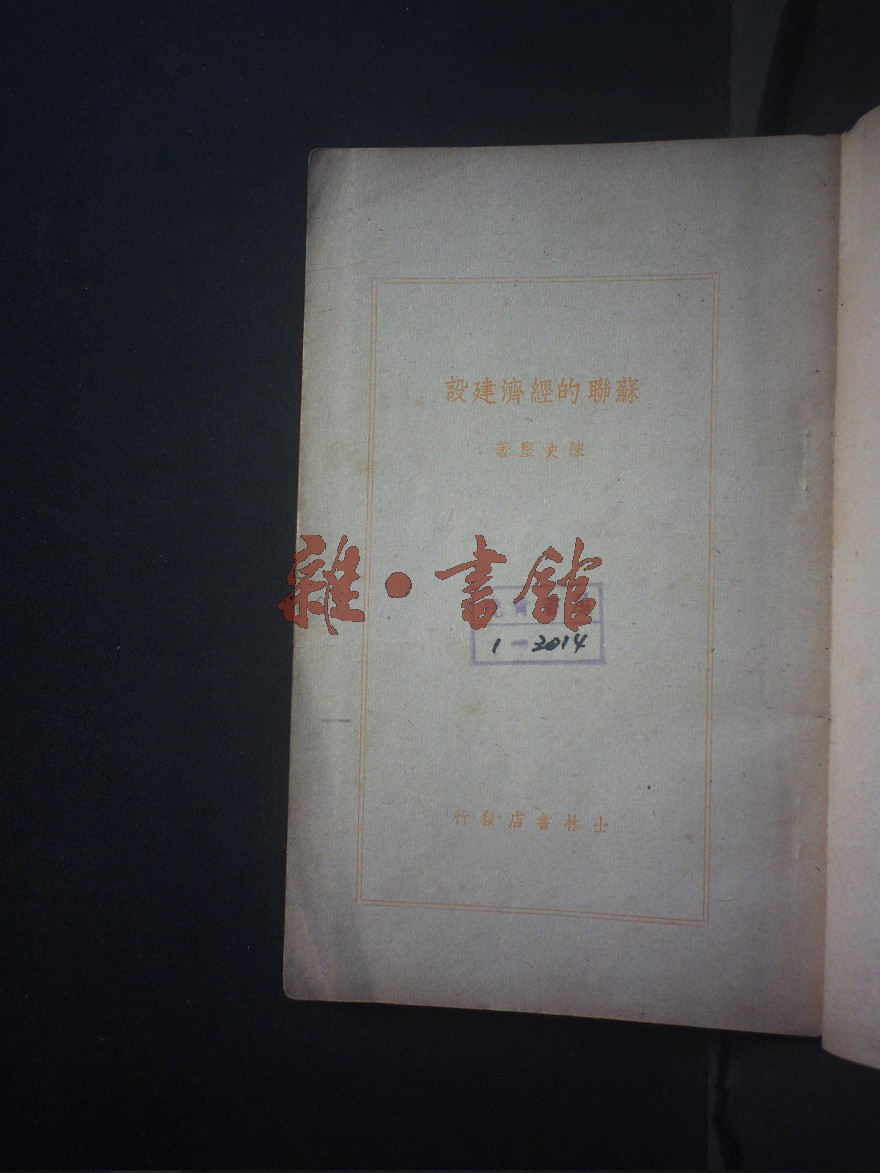 蘇聯的經濟建設
陳史堅著
雜·書館
1-2014
士林書店發行